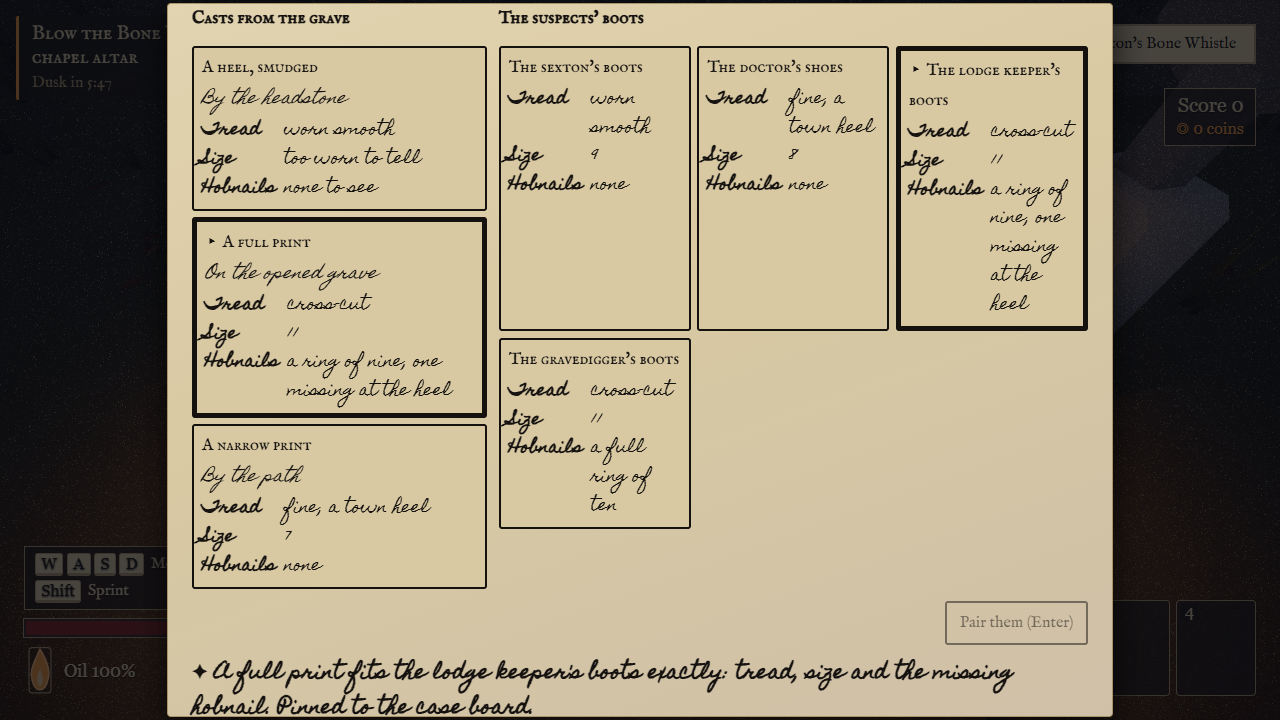 Blow the Bone
chapel altar
Dusk in 5:47
Casts from the grave
A heel, smudged
By the headstone
Tread worn smooth
Size too worn to tell
Hobnails none to see
▸ A full print
On the opened grave
Tread cross-cut
Size 11
Hobnails a ring of nine, one
missing at the heel
A narrow print
By the path
Tread fine, a town heel
Size 7
Hobnails none
The suspects' boots
The sexton's boots
Tread worn
smooth
Size 9
Hobnails none
The doctor's shoes
Tread fine, a
town heel
Size 8
Hobnails none
▸ The lodge keeper's
boots
Tread cross-cut
Size 11
Hobnails a ring of
nine, one
missing
at the
heel
The gravedigger's boots
Tread cross-cut
Size 11
Hobnails a full
ring of
ten
Pair them (Enter)
✦ A full print fits the lodge keeper's boots exactly: tread, size and the missing
hobnail. Pinned to the case board.
ton's Bone Whistle
Score 0
0 coins
W A S D M
Shift Sprint
Oil 100%
4